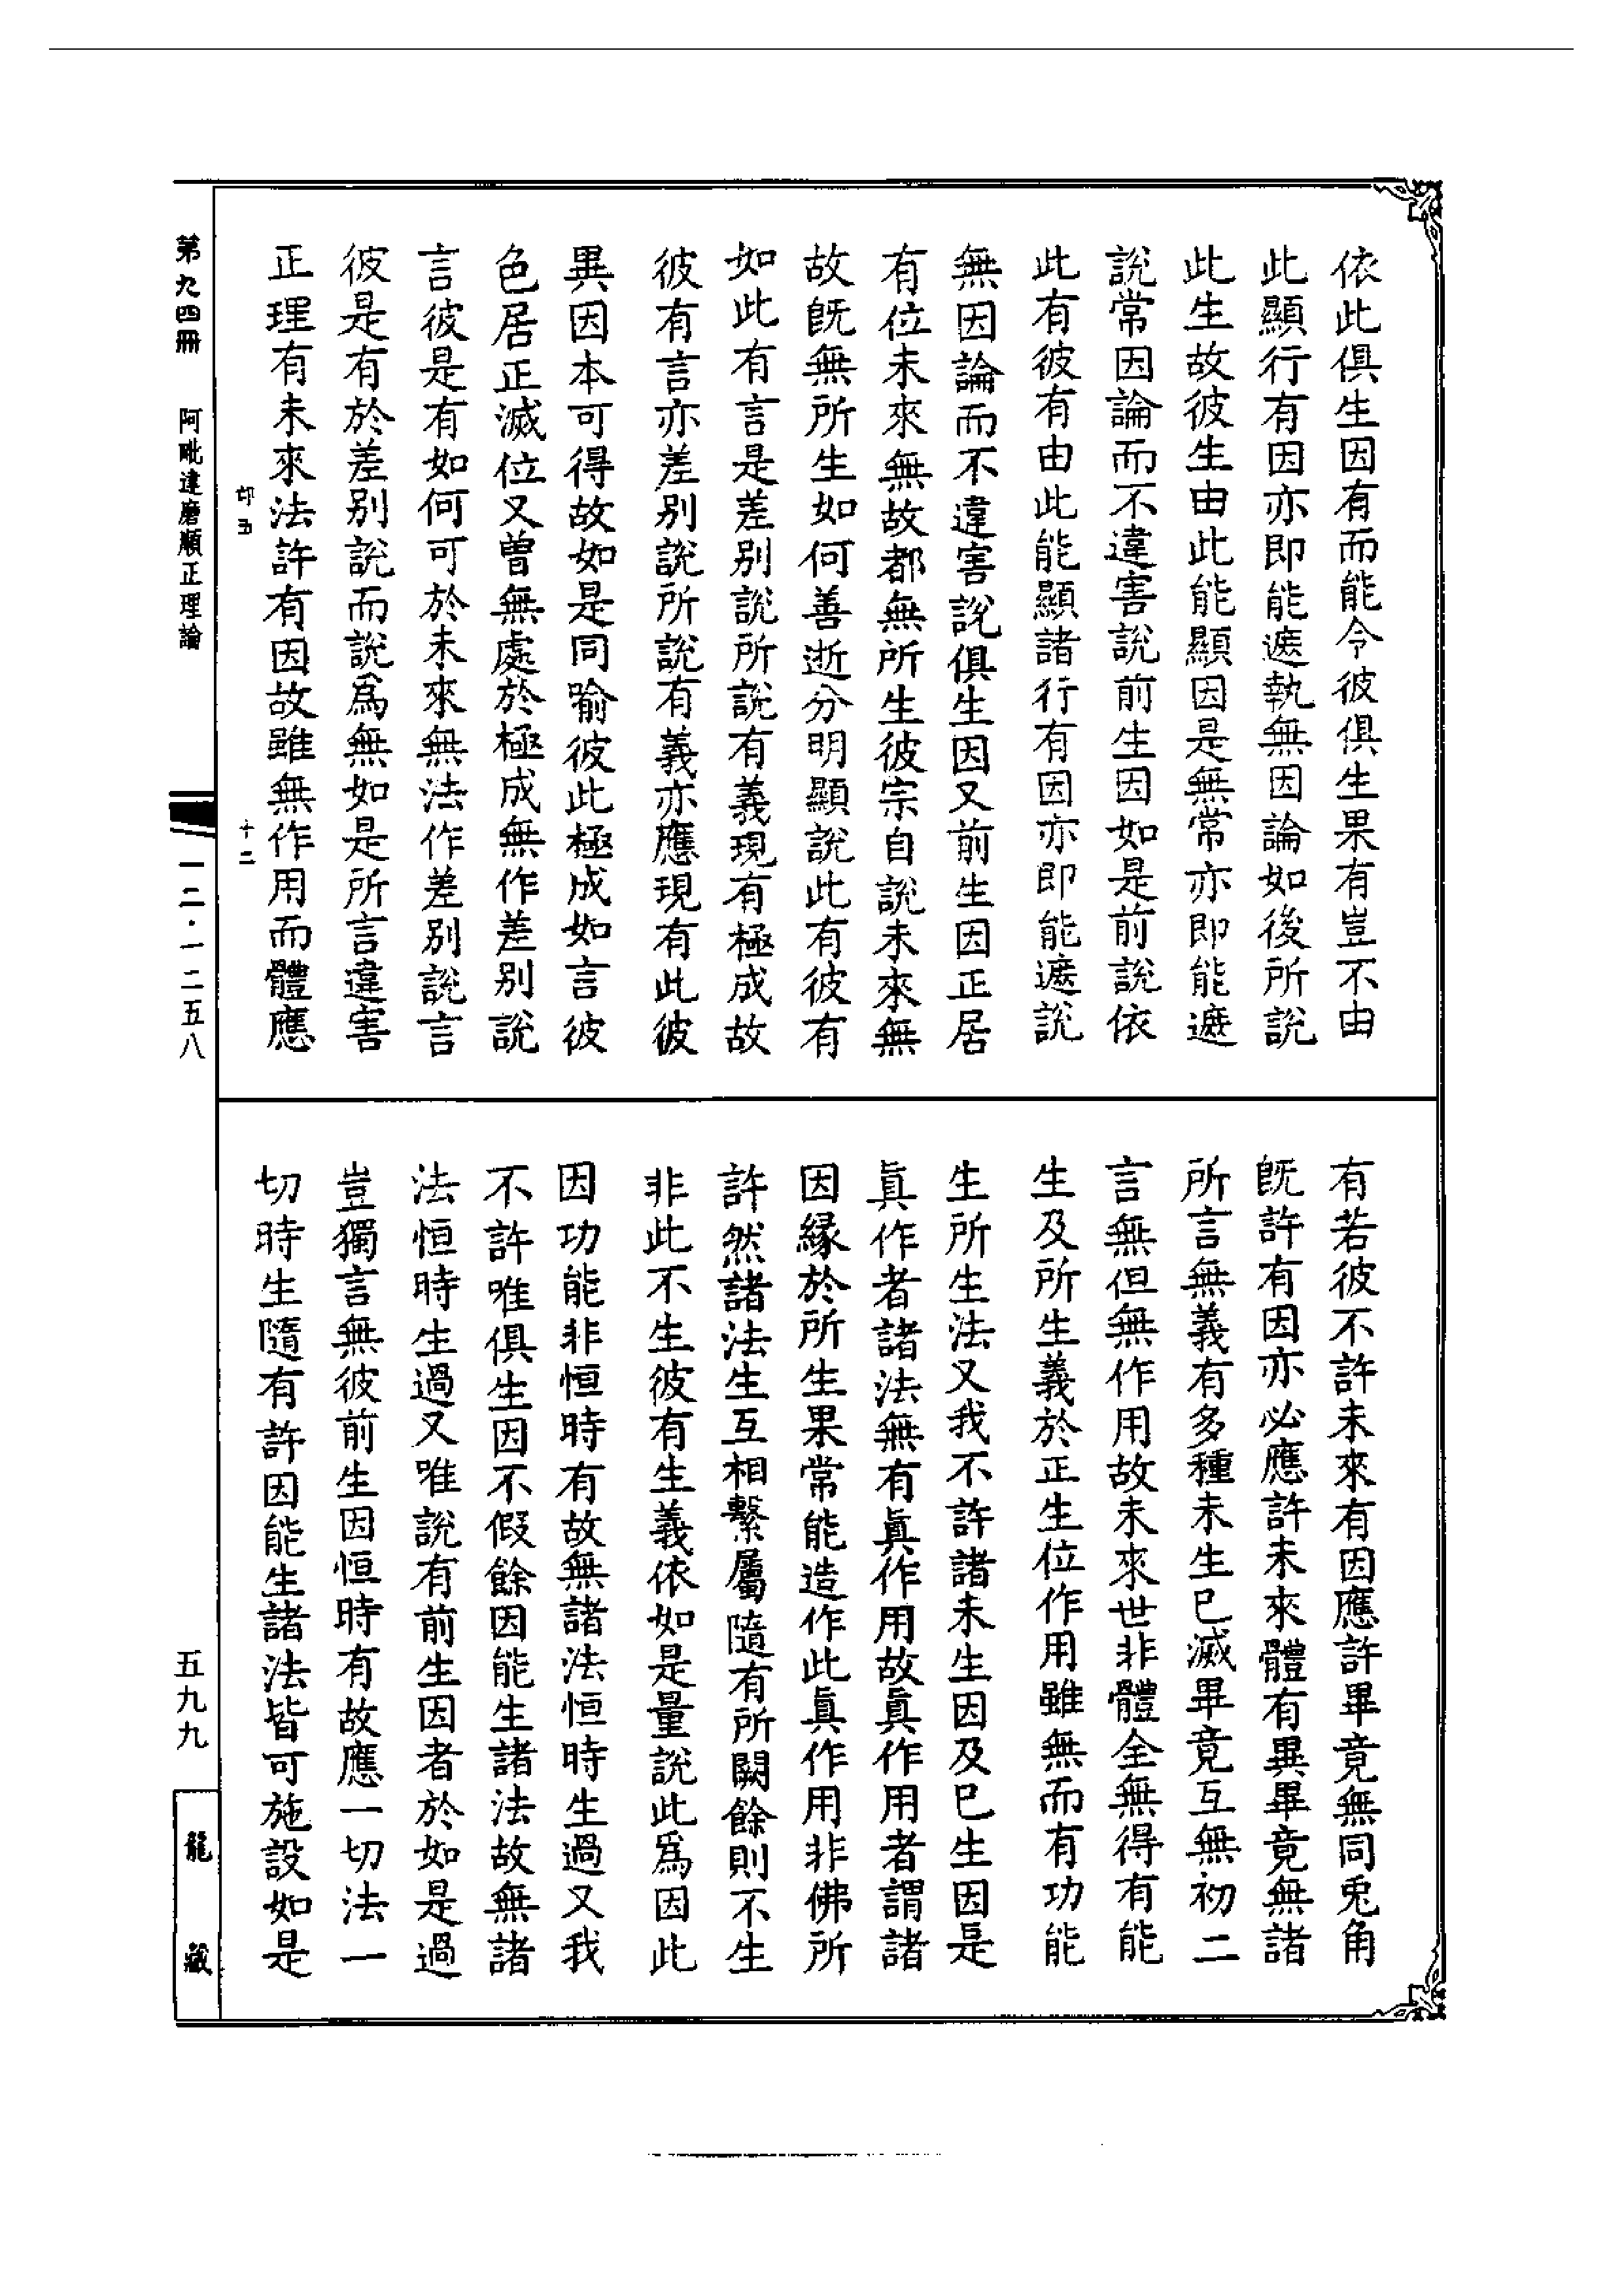 依此俱生因有而能令彼俱生果有豈不由
此顯行有因亦即能遮執無因論如後所說
此生故彼生由此能顯因是無常亦即能遮
說常因論而不違害說前生因如是前說依
此有彼有由此能顯諸行有因亦即能遮說
無因論而不違害說俱生因又前生因正居
有位未來無故都無所生彼宗自說未來無
故旣無所生如何善逝分明顯說此有彼有
如此有言是差別說所說有義現有極成故
彼有言亦差別說所說有義亦應現有此彼
異因本可得故如是同喻彼此極成如言彼
色居正滅位又曾無處於極成無作差別說
言彼是有如何可於未來無法作差別說言
彼是有於差別說而說爲無如是所言違害
正理有未來法許有因故雖無作用而體應
有若彼不許未來有因應許畢竟無同兎角
旣許有因亦必應許未來體有異畢竟無諸
所言無義有多種未生已滅畢竟互無初二
言無但無作用故未來世非體全無得有能
生及所生義於正生位作用雖無而有功能
生所生法又我不許諸未生因及已生因是
眞作者諸法無有眞作用故眞作用者謂諸
因緣於所生果常能造作此眞作用非佛所
許然諸法生互相繫屬隨有所闕餘則不生
非此不生彼有生義依如是量說此爲因此
因功能非恒時有故無諸法恒時生過又我
不許唯俱生因不假餘因能生諸法故無諸
法恒時生過又唯說有前生因者於如是過
豈獨言無彼前生因恒時有故應一切法一
切時生隨有許因能生諸法皆可施設如是
第九四冊　阿毗達磨順正理論
一二·一二五八
五九九
龍藏
十二